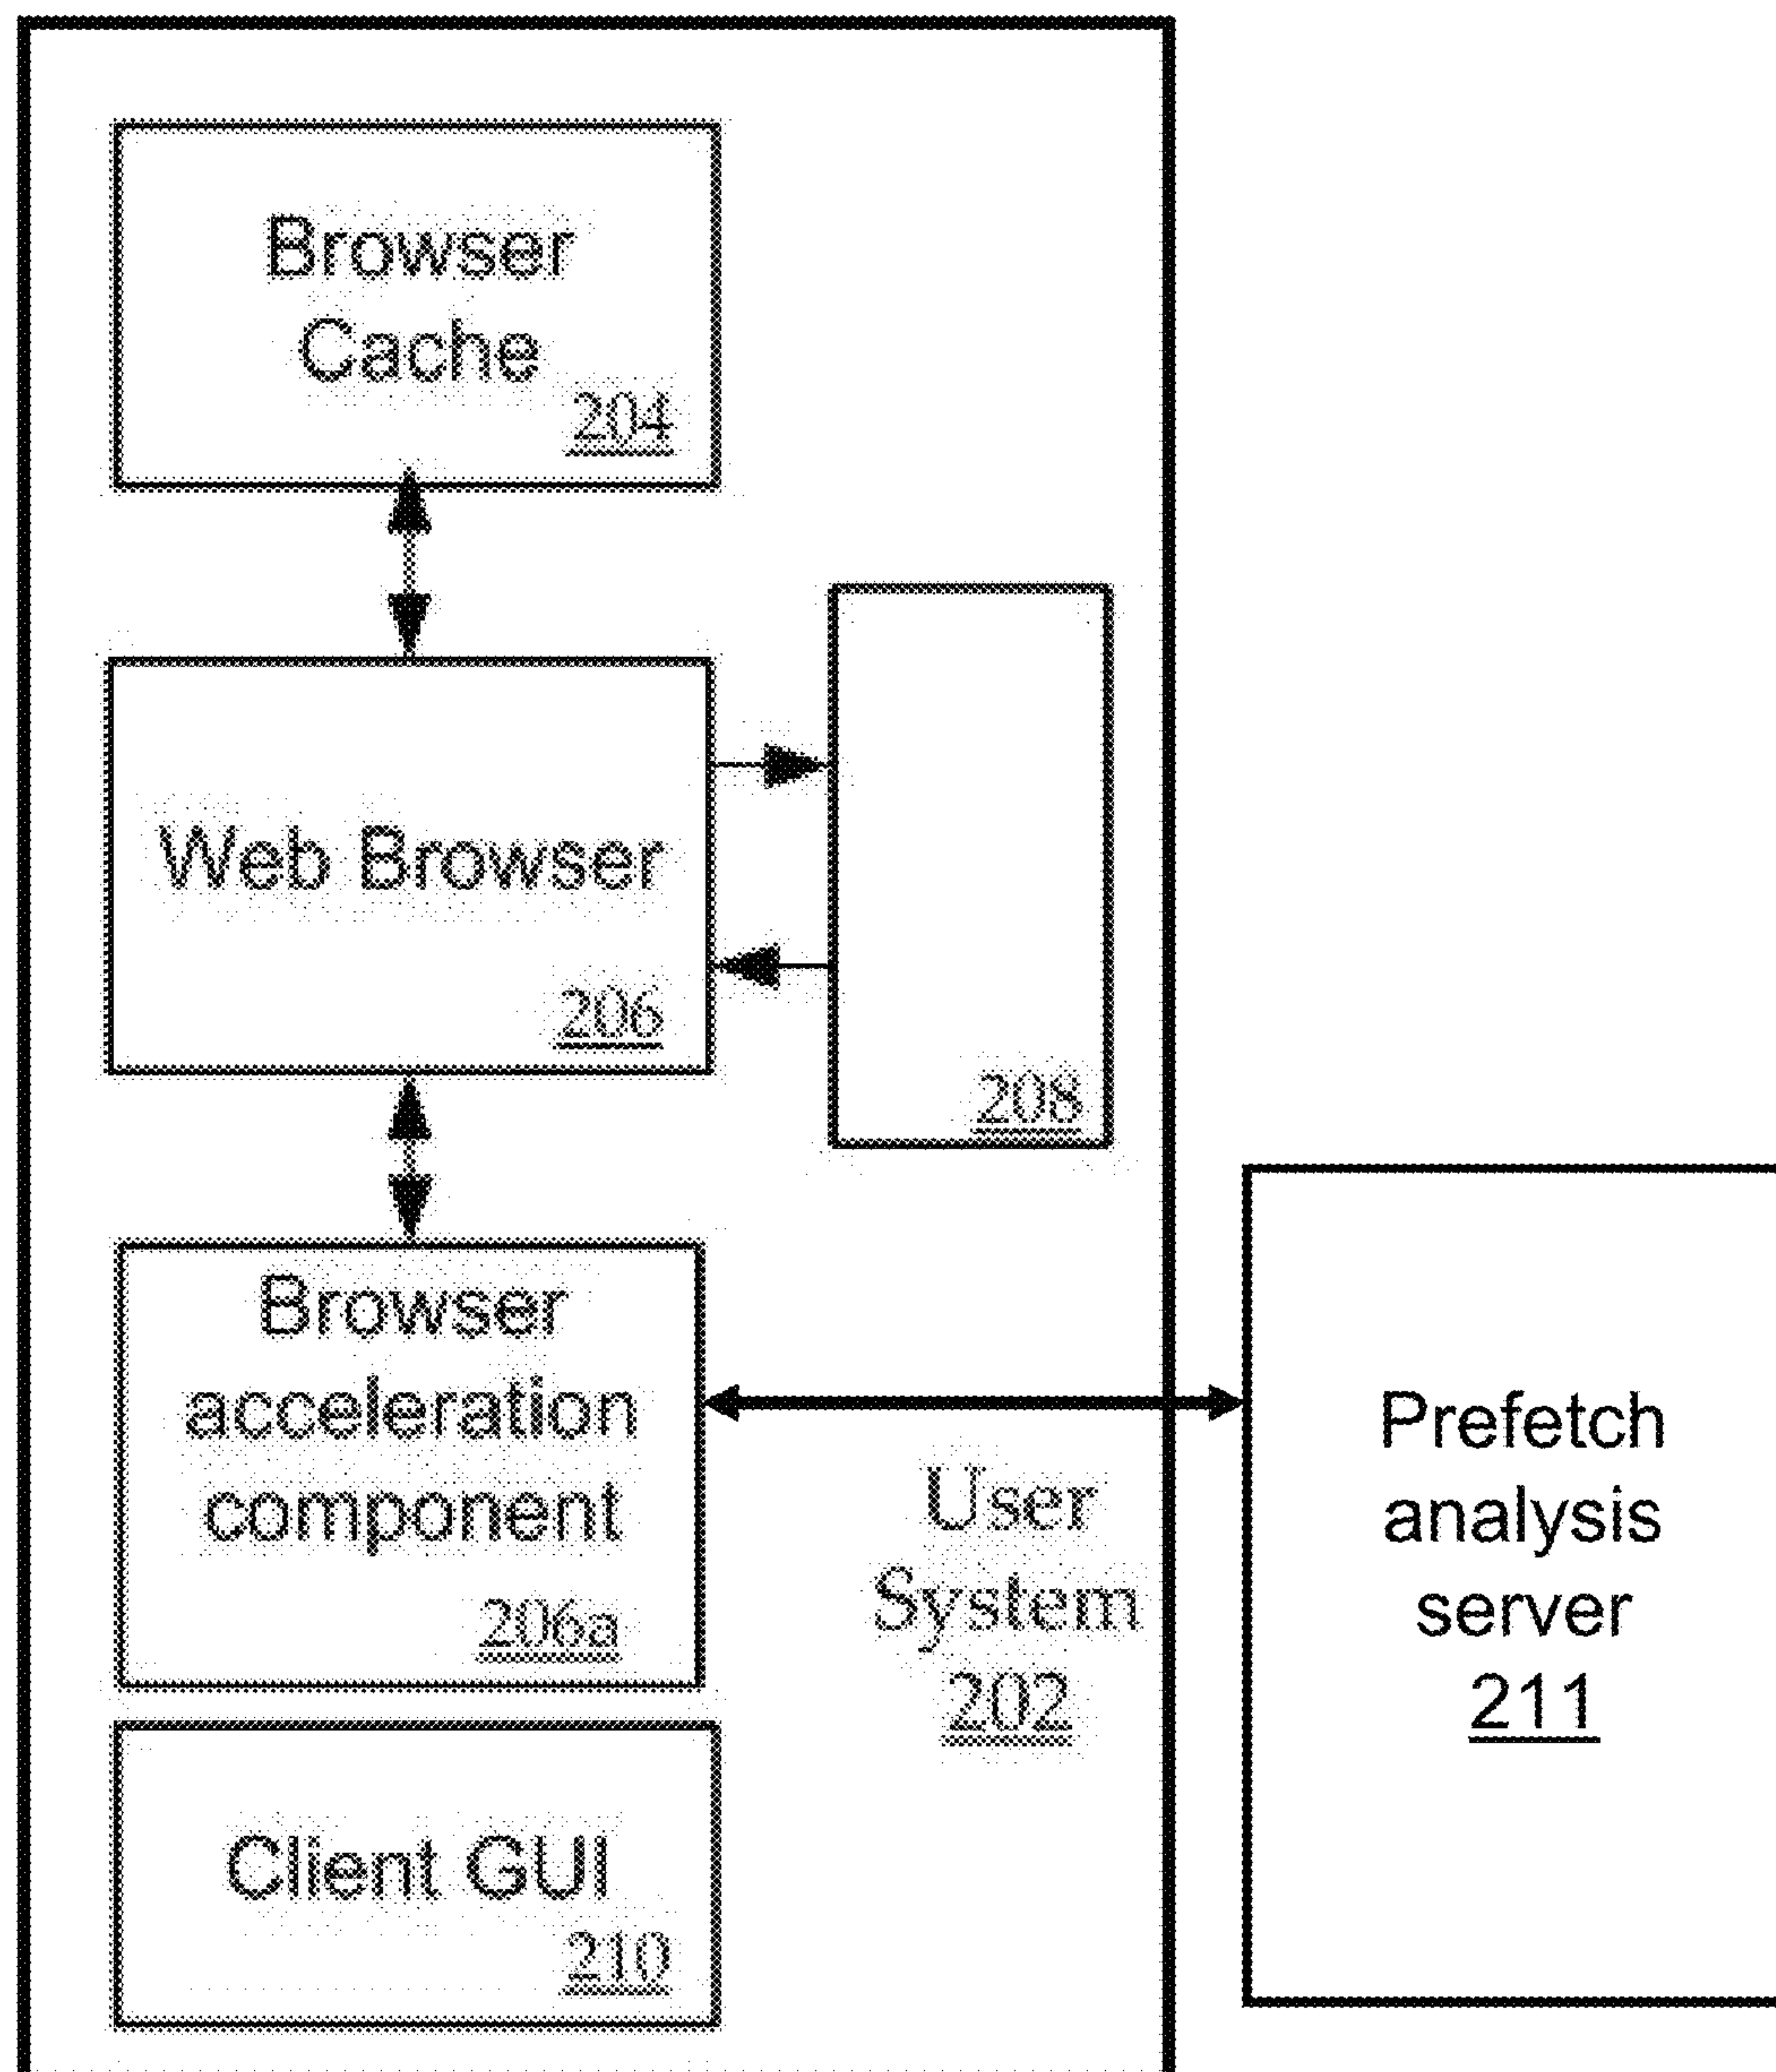 Browser
Cache
204
Web Browser
206
208
Browser
acceleration
component
206a
User
System
202
Prefetch
analysis
server
211
Client GUI
210